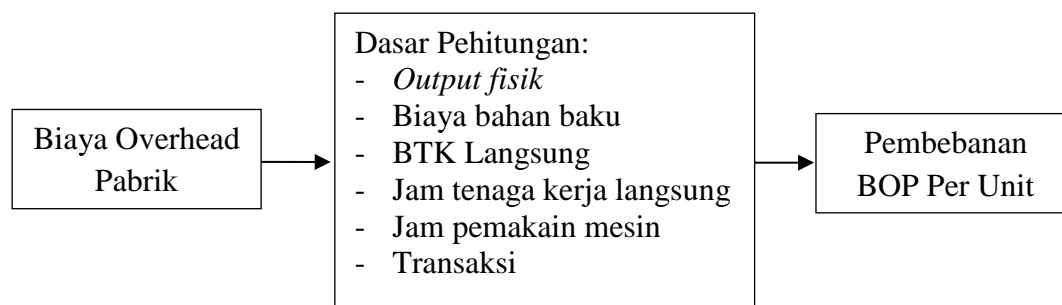 Biaya Overhead
Pabrik
Dasar Pehitungan:
- Output fisik
- Biaya bahan baku
- BTK Langsung
- Jam tenaga kerja langsung
- Jam pemakain mesin
- Transaksi
Pembebanan
BOP Per Unit